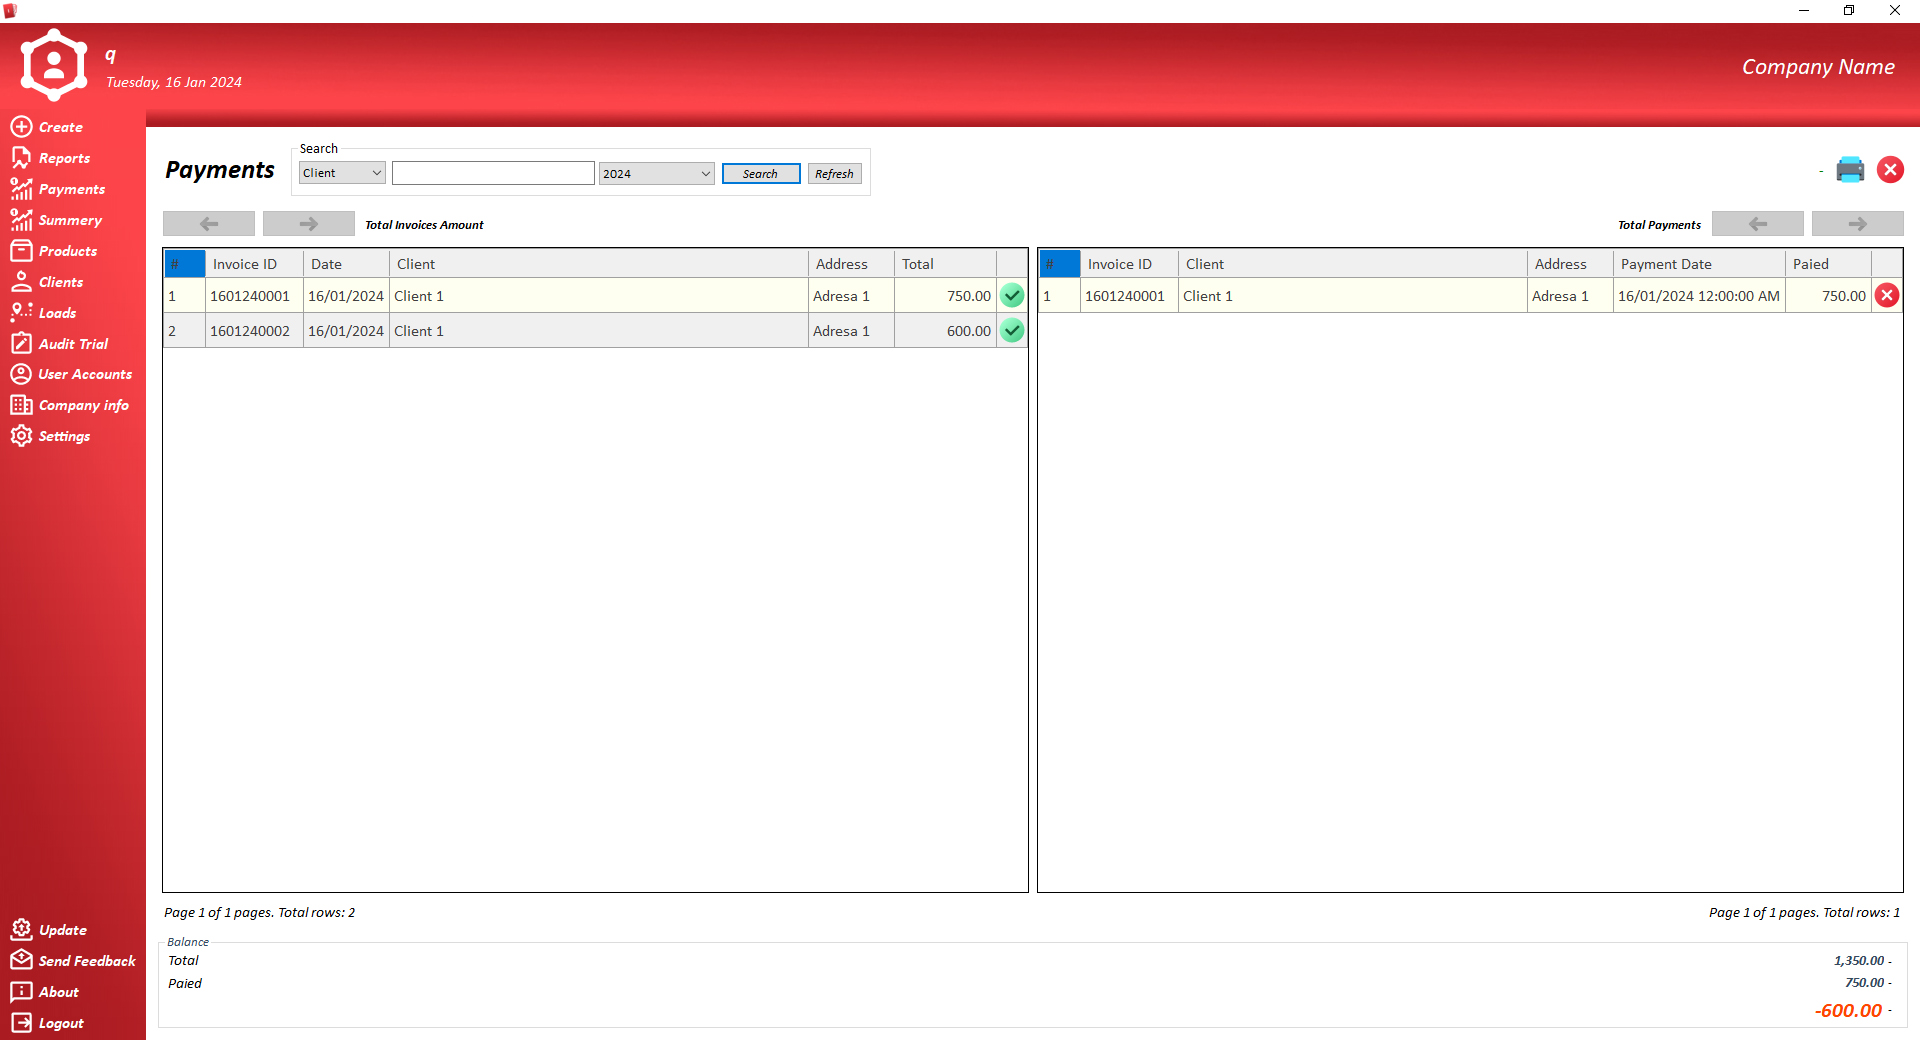 q
Tuesday, 16 Jan 2024
Company Name
Create
Reports
Payments
Summery
Products
Clients
Loads
Audit Trial
User Accounts
Company info
Settings
Update
Send Feedback
About
Logout
Payments
Search
Client 2024 Search Refresh
-
Total Invoices Amount
Total Payments
# Invoice ID Date Client Address Total
1 1601240001 16/01/2024 Client 1 Adresa 1 750.00
2 1601240002 16/01/2024 Client 1 Adresa 1 600.00
# Invoice ID Client Address Payment Date Paied
1 1601240001 Client 1 Adresa 1 16/01/2024 12:00:00 AM 750.00
Page 1 of 1 pages. Total rows: 2
Page 1 of 1 pages. Total rows: 1
Balance
Total 1,350.00 -
Paied 750.00 -
-600.00 -